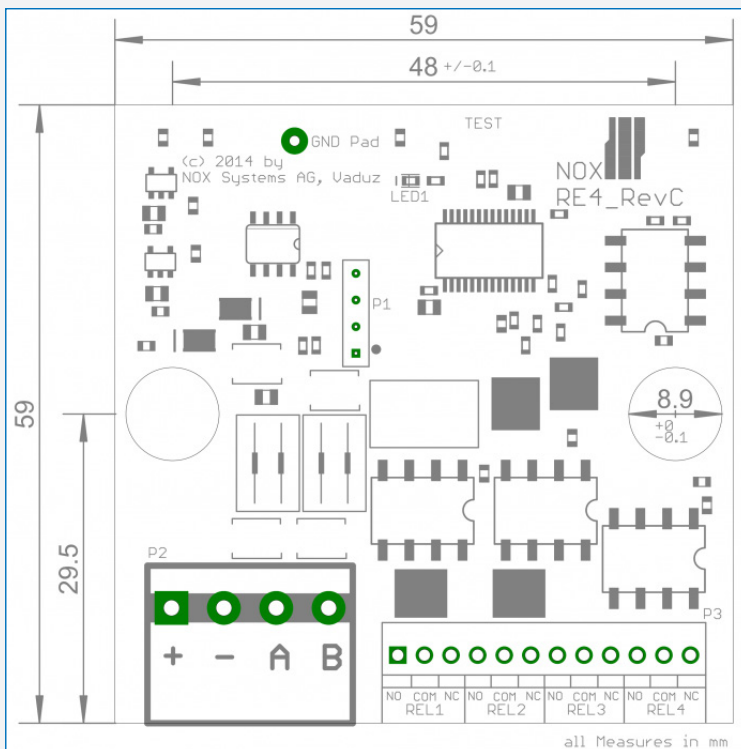 59
48 +/-0.1
TEST
GND Pad
(c) 2014 by
NOX Systems AG, Vaduz
LED1
NOX
RE4_RevC
P1
59
8.9
+0
-0.1
29.5
P2
P3
+ - A B
NO COM NC NO COM NC NO COM NC NO COM NC
REL1 REL2 REL3 REL4
all Measures in mm